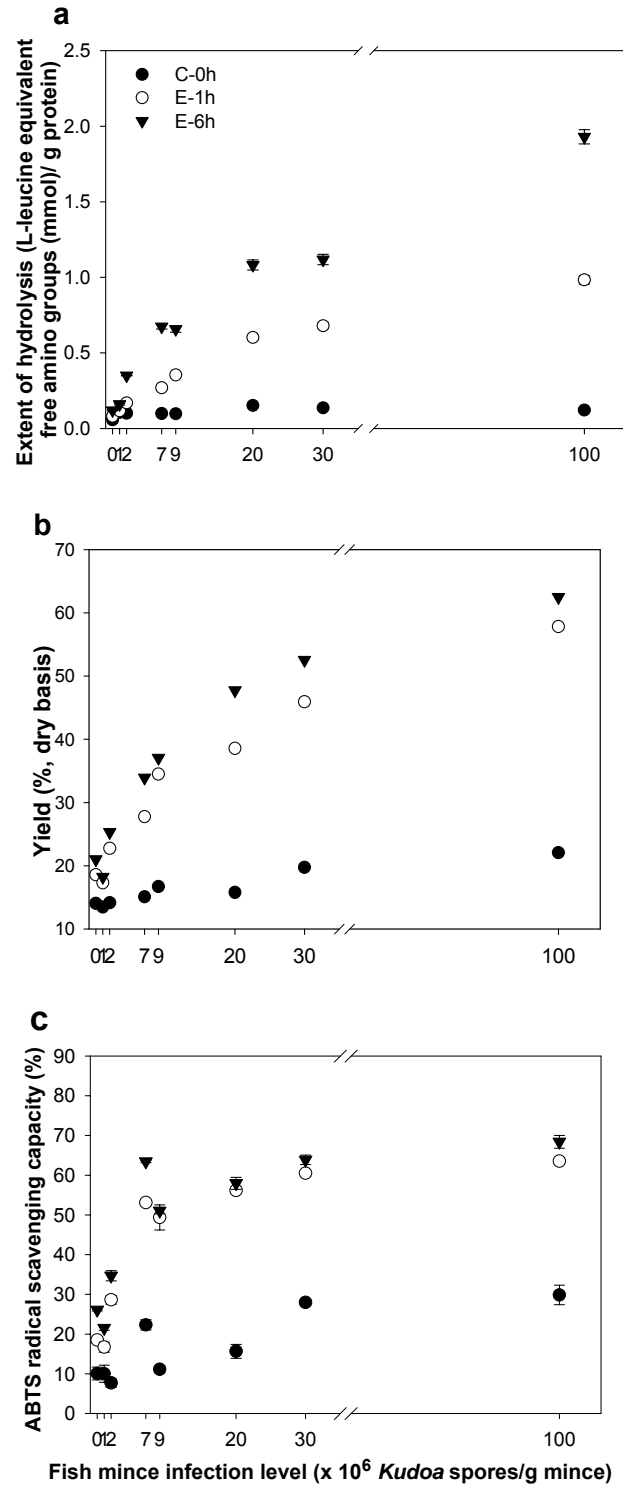 a
Extent of hydrolysis (L-leucine equivalent
free amino groups (mmol)/ g protein)
2.5
2.0
1.5
1.0
0.5
0.0
C-0h
E-1h
E-6h
0 1 2 7 9 20 30 100
b
Yield (%, dry basis)
70
60
50
40
30
20
10
0 1 2 7 9 20 30 100
c
ABTS radical scavenging capacity (%)
90
80
70
60
50
40
30
20
10
0
0 1 2 7 9 20 30 100
Fish mince infection level (x 10⁶ Kudoa spores/g mince)